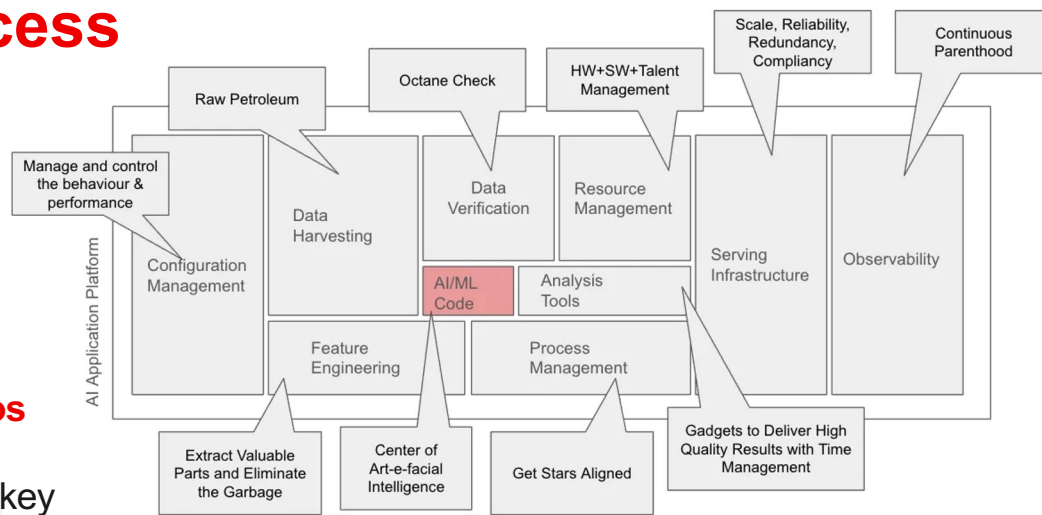 cess
Scale, Reliability,
Redundancy,
Compliancy
Continuous
Parenthood
Octane Check
HW+SW+Talent
Management
Raw Petroleum
Manage and control
the behaviour &
performance
Data
Harvesting
Data
Verification
Resource
Management
Configuration
Management
Serving
Infrastructure
Observability
AI/ML
Code
Analysis
Tools
Feature
Engineering
Process
Management
AI Application Platform
os
Extract Valuable
Parts and Eliminate
the Garbage
Center of
Art-e-facial
Intelligence
Get Stars Aligned
Gadgets to Deliver High
Quality Results with Time
Management
key